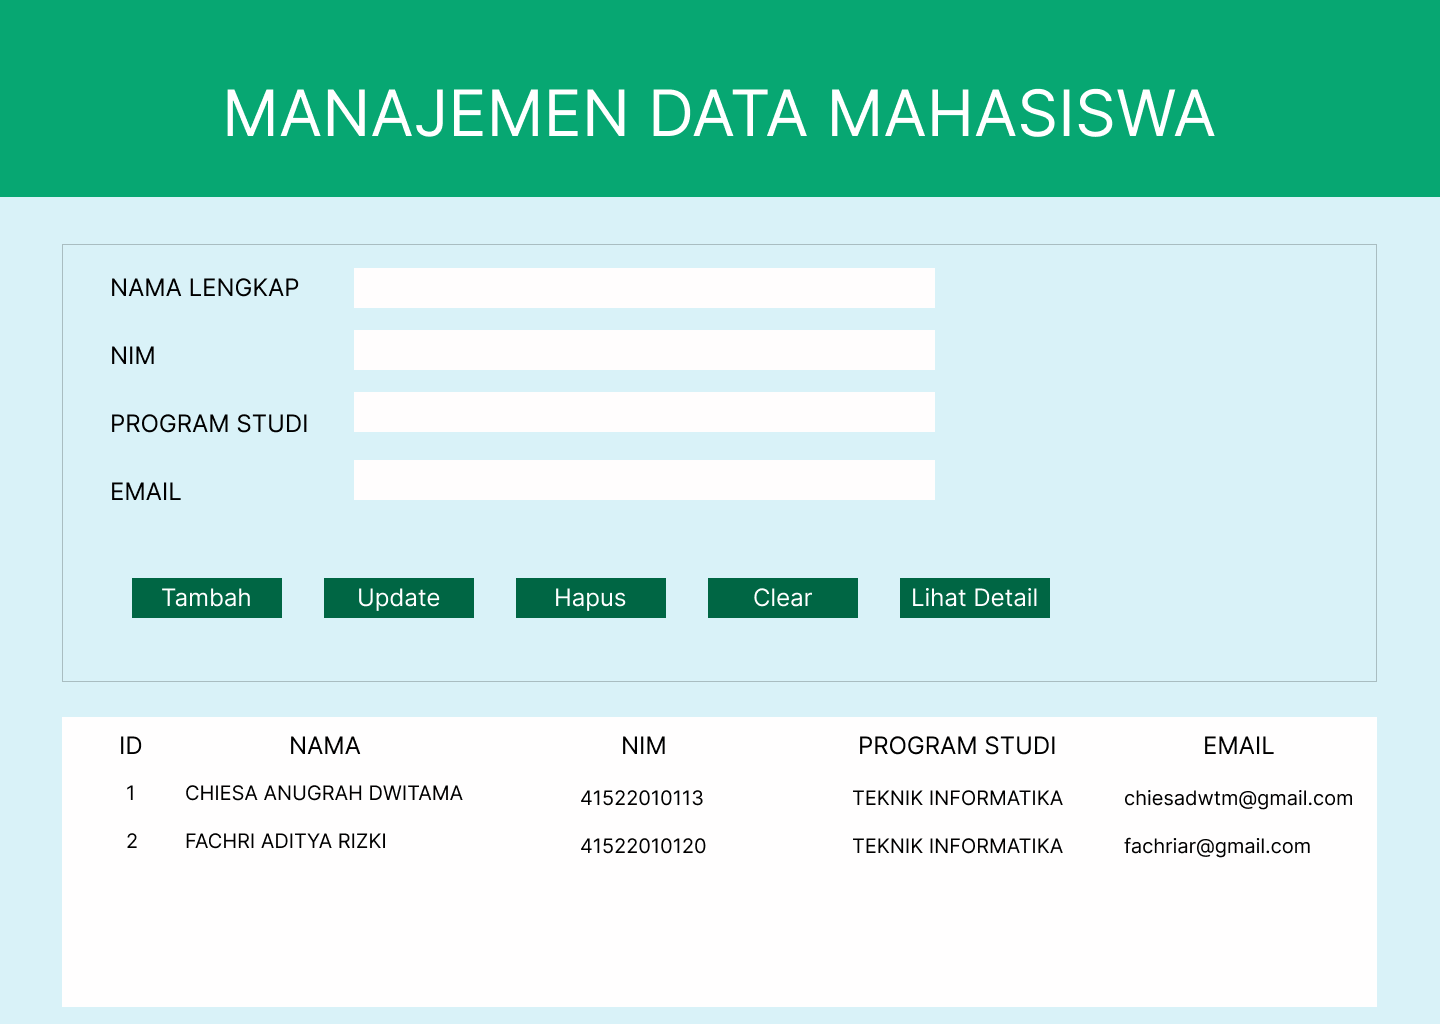 MANAJEMEN DATA MAHASISWA
NAMA LENGKAP
NIM
PROGRAM STUDI
EMAIL
Tambah Update Hapus Clear Lihat Detail
ID NAMA NIM PROGRAM STUDI EMAIL
1 CHIESA ANUGRAH DWITAMA 41522010113 TEKNIK INFORMATIKA chiesadwtm@gmail.com
2 FACHRI ADITYA RIZKI 41522010120 TEKNIK INFORMATIKA fachriar@gmail.com